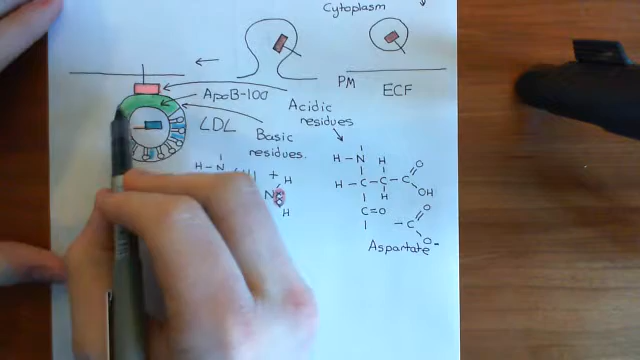 Cytoplasm
PM
ECF
ApoB-100
Acidic
residues
LDL
Basic
residues.
H-N
H-N H
+
H
H-C-C-C
O
OH
H
N
H
C=O
-C
O
O-
Aspartate